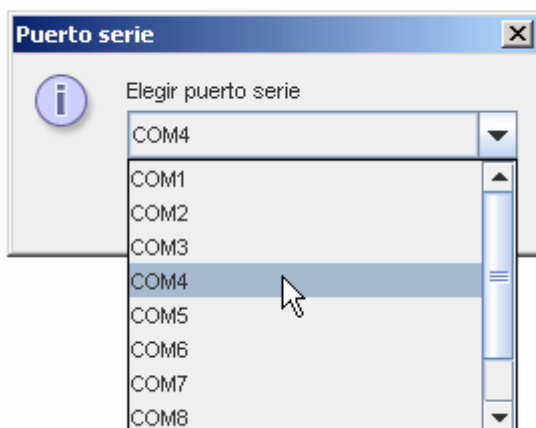 Puerto serie
Elegir puerto serie
COM4
COM1
COM2
COM3
COM4
COM5
COM6
COM7
COM8